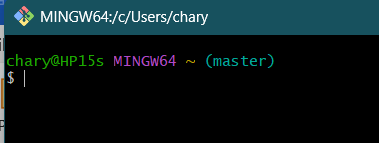 MINGW64:/c/Users/chary
chary@HP15s MINGW64 ~ (master)
$